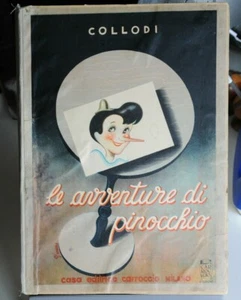 COLLODI
le avventure di
pinocchio
casa editrice carroccio milano